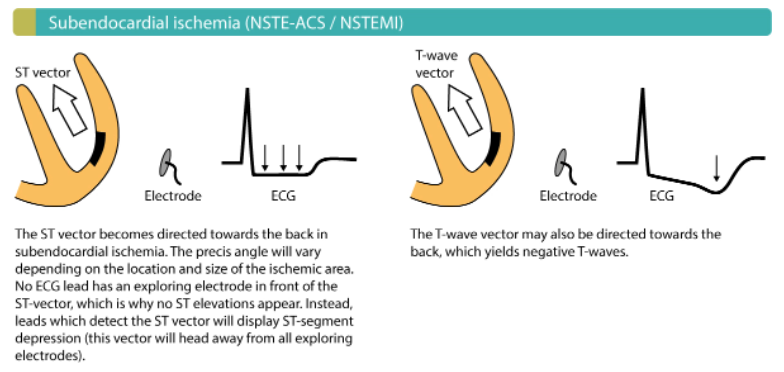 Subendocardial ischemia (NSTE-ACS / NSTEMI)
ST vector
Electrode
ECG
The ST vector becomes directed towards the back in
subendocardial ischemia. The precis angle will vary
depending on the location and size of the ischemic area.
No ECG lead has an exploring electrode in front of the
ST-vector, which is why no ST elevations appear. Instead,
leads which detect the ST vector will display ST-segment
depression (this vector will head away from all exploring
electrodes).
T-wave
vector
Electrode
ECG
The T-wave vector may also be directed towards the
back, which yields negative T-waves.